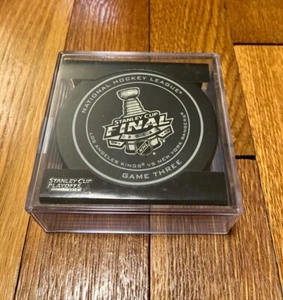 NATIONAL HOCKEY LEAGUE
STANLEY CUP
FINAL
LOS ANGELES KINGS VS NEW YORK RANGERS
GAME THREE
STANLEY CUP
PLAYOFFS